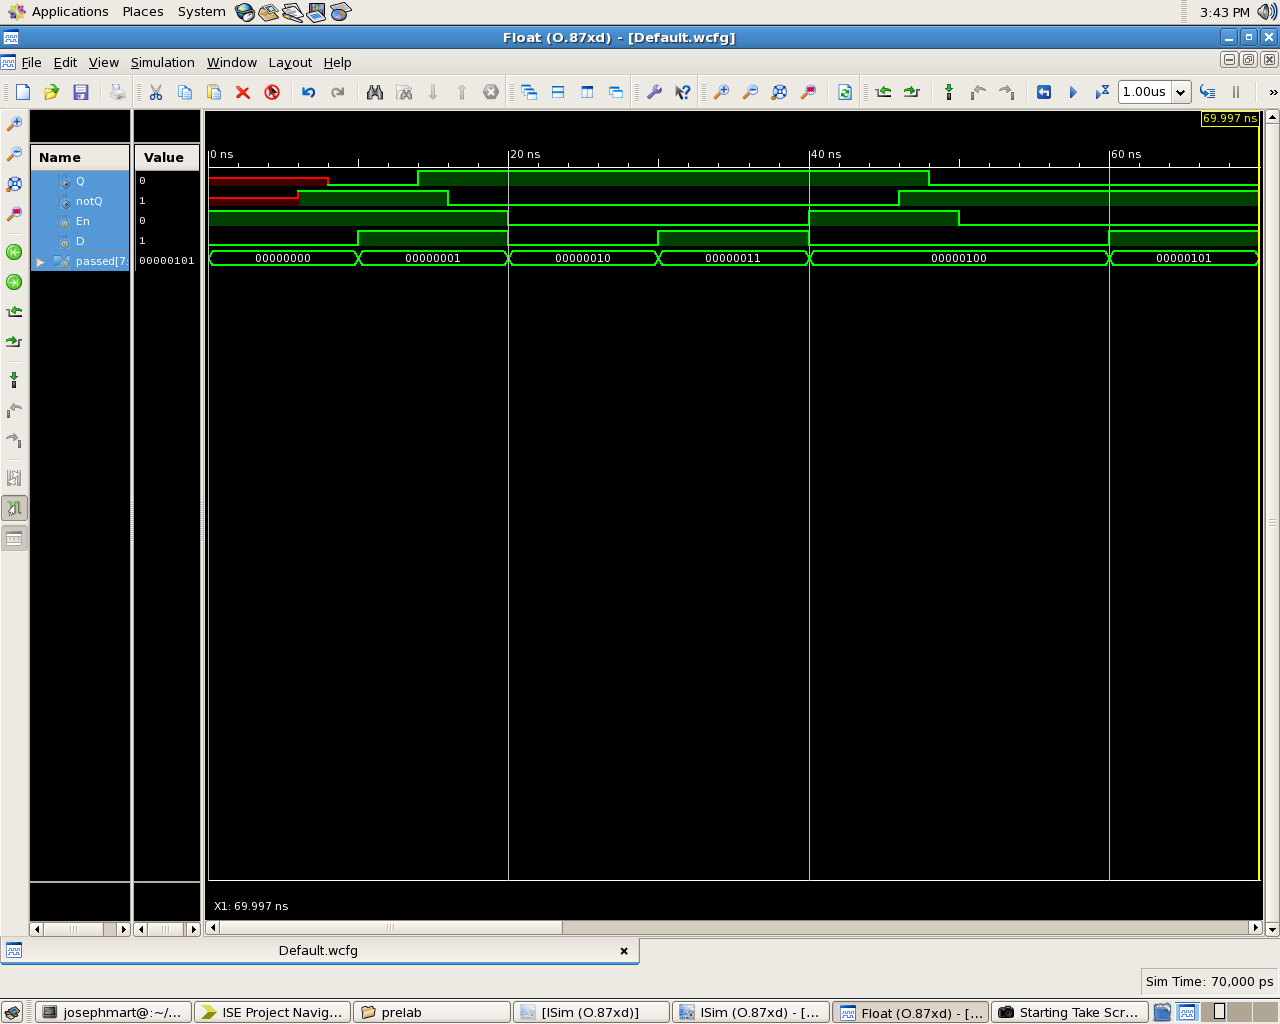 Applications Places System 3:43 PM
Float (O.87xd) - [Default.wcfg]
File Edit View Simulation Window Layout Help
1.00us »
69.997 ns
Name Value
0 ns 20 ns 40 ns 60 ns
Q 0
notQ 1
En 0
D 1
passed[7: 00000101 00000000 00000001 00000010 00000011 00000100 00000101
X1: 69.997 ns
Default.wcfg
Sim Time: 70,000 ps
josephmart@:~/... ISE Project Navig... prelab [ISim (O.87xd)] ISim (O.87xd) - [... Float (O.87xd) - [... Starting Take Scr...